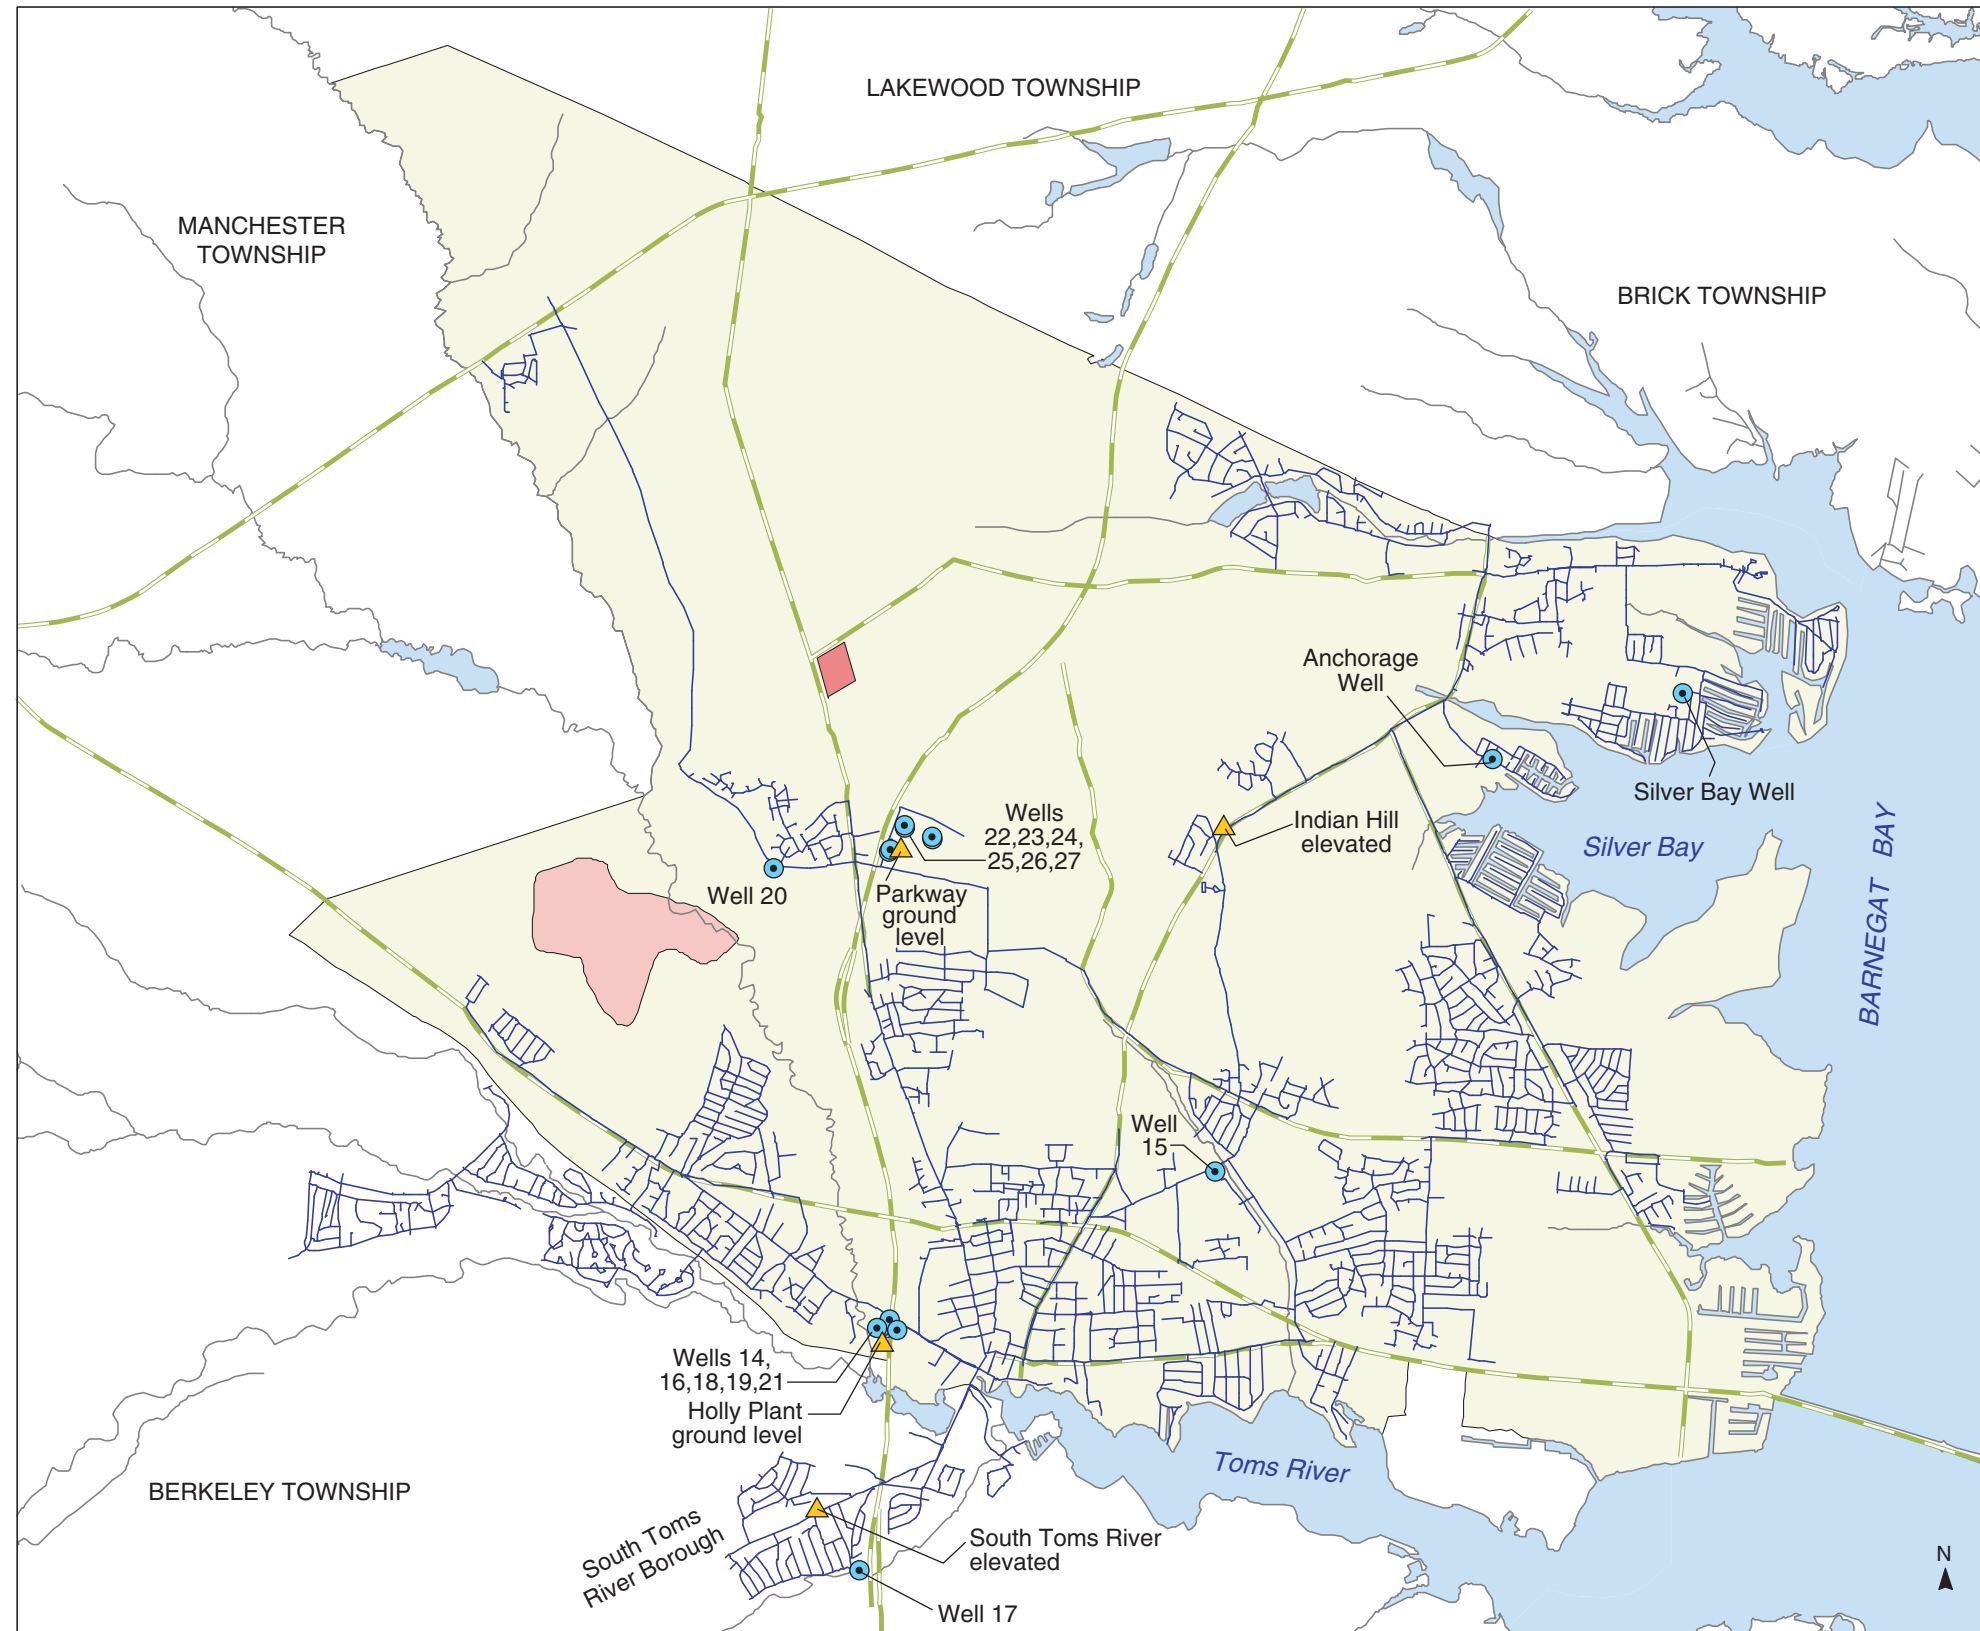 LAKEWOOD TOWNSHIP
MANCHESTER
TOWNSHIP
BRICK TOWNSHIP
Anchorage
Well
Silver Bay Well
Wells
22,23,24,
25,26,27
Indian Hill
elevated
Silver Bay
BARNEGAT BAY
Well 20
Parkway
ground
level
Well
15
Wells 14,
16,18,19,21
Holly Plant
ground level
Toms River
BERKELEY TOWNSHIP
South Toms
River Borough
South Toms River
elevated
Well 17
N